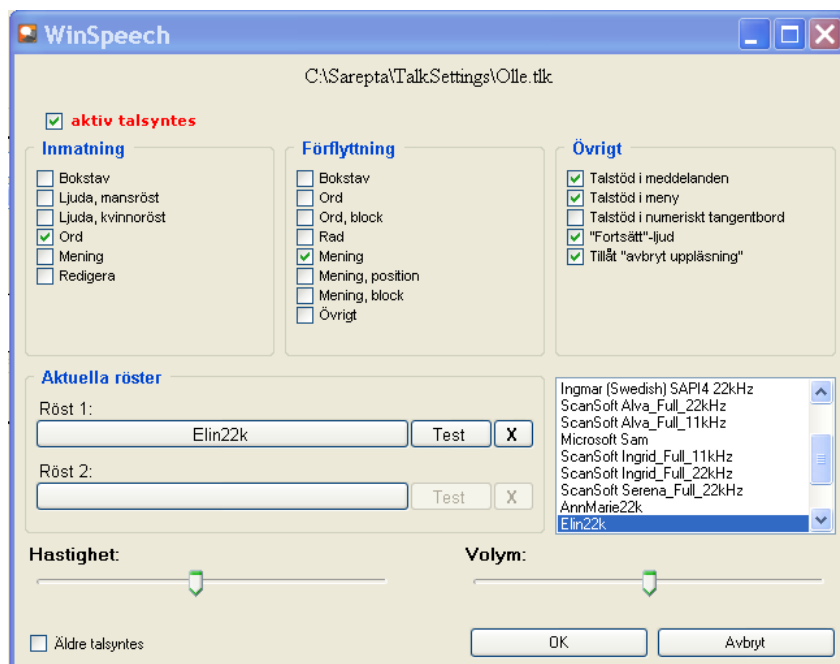 WinSpeech
C:\Sarepta\TalkSettings\Olle.tlk
aktiv talsyntes
Inmatning
Bokstav
Ljuda, mansröst
Ljuda, kvinnoröst
Ord
Mening
Redigera
Förflyttning
Bokstav
Ord
Ord, block
Rad
Mening
Mening, position
Mening, block
Övrigt
Övrigt
Talstöd i meddelanden
Talstöd i meny
Talstöd i numeriskt tangentbord
"Fortsätt"-ljud
Tillåt "avbryt uppläsning"
Aktuella röster
Röst 1:
Elin22k Test X
Röst 2:
Test X
Ingmar (Swedish) SAPI4 22kHz
ScanSoft Alva_Full_22kHz
ScanSoft Alva_Full_11kHz
Microsoft Sam
ScanSoft Ingrid_Full_11kHz
ScanSoft Ingrid_Full_22kHz
ScanSoft Serena_Full_22kHz
AnnMarie22k
Elin22k
Hastighet:
Volym:
Äldre talsyntes
OK
Avbryt